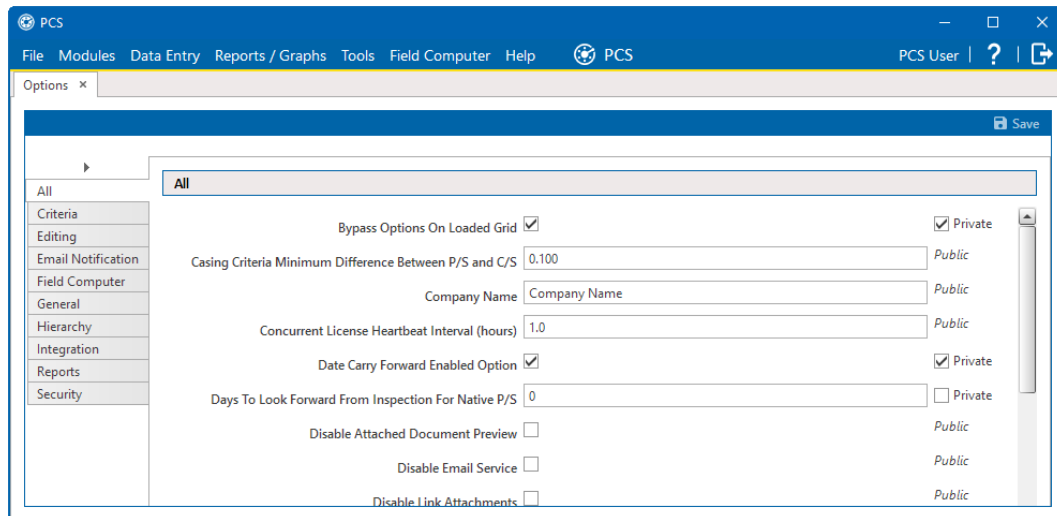 PCS
File Modules Data Entry Reports / Graphs Tools Field Computer Help PCS PCS User | ? |
Options ×
Save
All
Criteria
Editing
Email Notification
Field Computer
General
Hierarchy
Integration
Reports
Security
All
Bypass Options On Loaded Grid Private
Casing Criteria Minimum Difference Between P/S and C/S 0.100 Public
Company Name Company Name Public
Concurrent License Heartbeat Interval (hours) 1.0 Public
Date Carry Forward Enabled Option Private
Days To Look Forward From Inspection For Native P/S 0 Private
Disable Attached Document Preview Public
Disable Email Service Public
Disable Link Attachments Public